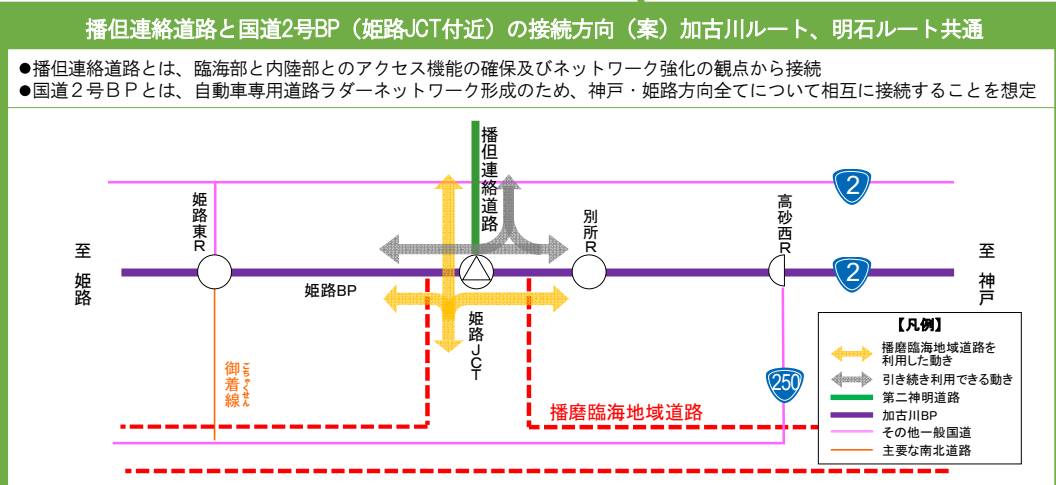 播但連絡道路と国道2号BP（姫路JCT付近）の接続方向（案）加古川ルート、明石ルート共通
●播但連絡道路とは、臨海部と内陸部とのアクセス機能の確保及びネットワーク強化の観点から接続
●国道２号ＢＰとは、自動車専用道路ラダーネットワーク形成のため、神戸・姫路方向全てについて相互に接続することを想定
播但連絡道路
2
姫路東R
別所R
高砂西R
至 姫路
至 神戸
2
姫路BP
姫路JCT
御着線
ごちゃくせん
250
播磨臨海地域道路
【凡例】
播磨臨海地域道路を
利用した動き
引き続き利用できる動き
第二神明道路
加古川BP
その他一般国道
主要な南北道路